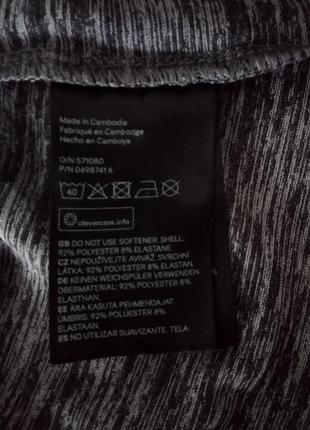 Made in Cambodia
Fabriqué en Cambodge
Hecho en Camboya
O/N 571080
P/N 04987416
40
clevercare.info
GB DO NOT USE SOFTENER. SHELL:
92% POLYESTER 8% ELASTANE.
CZ NEPOUŽÍVEJTE AVIVÁŽ. SVRCHNÍ
LÁTKA: 92% POLYESTER 8% ELASTAN.
DE KEINEN WEICHSPÜLER VERWENDEN.
OBERMATERIAL: 92% POLYESTER 8%
ELASTHAN.
EE ÄRA KASUTA PEHMENDAJAT.
ÜMBRIS: 92% POLÜESTER 8%
ELASTAAN.
ES NO UTILIZAR SUAVIZANTE. TELA